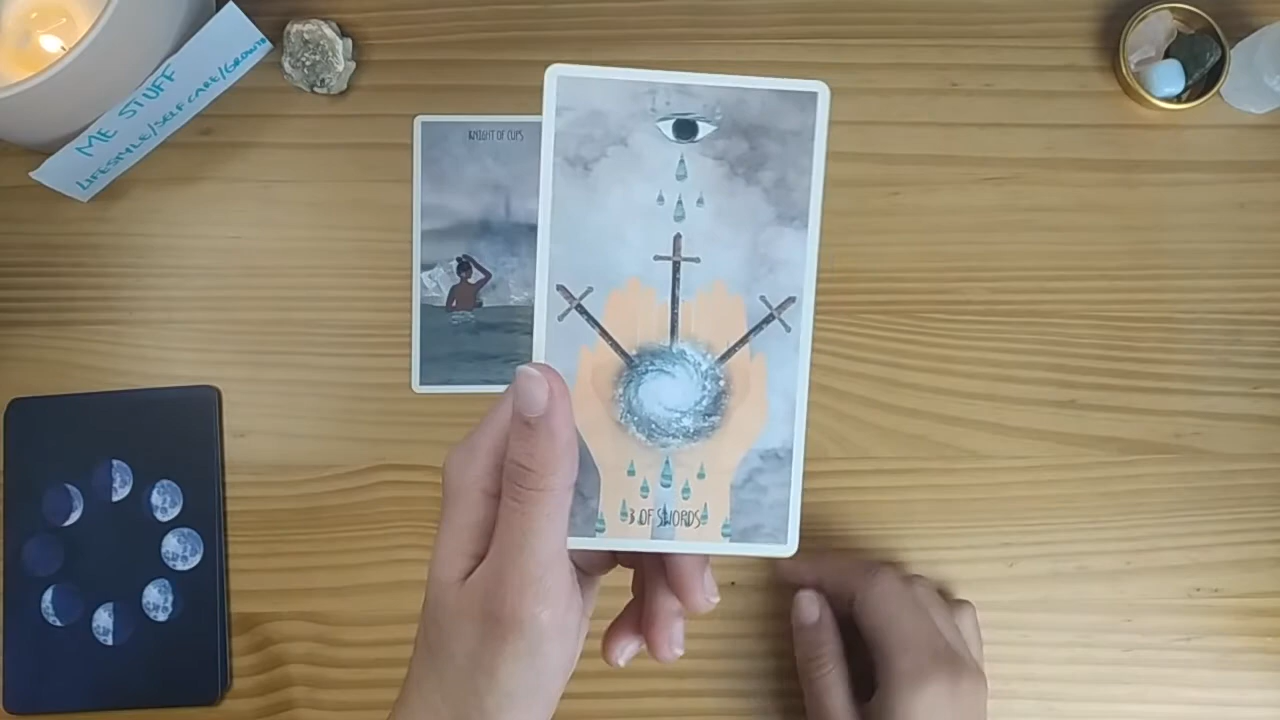 ME STUFF
LIFESTYLE/SELFCARE/GROWTH
KNIGHT OF CUPS
3 OF SWORDS